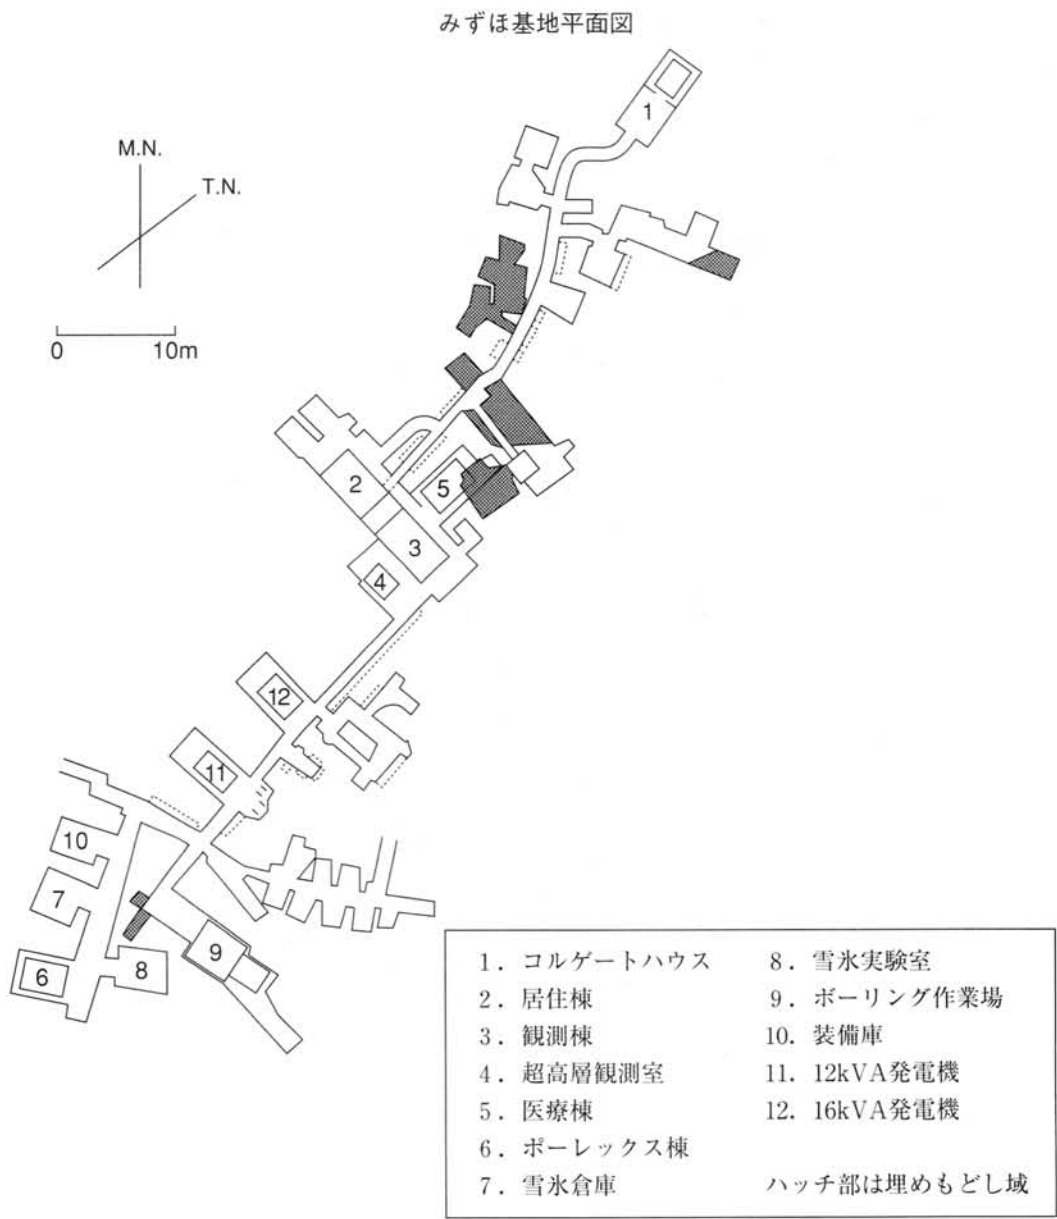 みずほ基地平面図
1
M.N.
T.N.
0 10m
2
5
3
4
12
11
10
7
9
6
8
1. コルゲートハウス
2. 居住棟
3. 観測棟
4. 超高層観測室
5. 医療棟
6. ポーレックス棟
7. 雪氷倉庫
8. 雪氷実験室
9. ボーリング作業場
10. 装備庫
11. 12kVA発電機
12. 16kVA発電機
ハッチ部は埋めもどし域